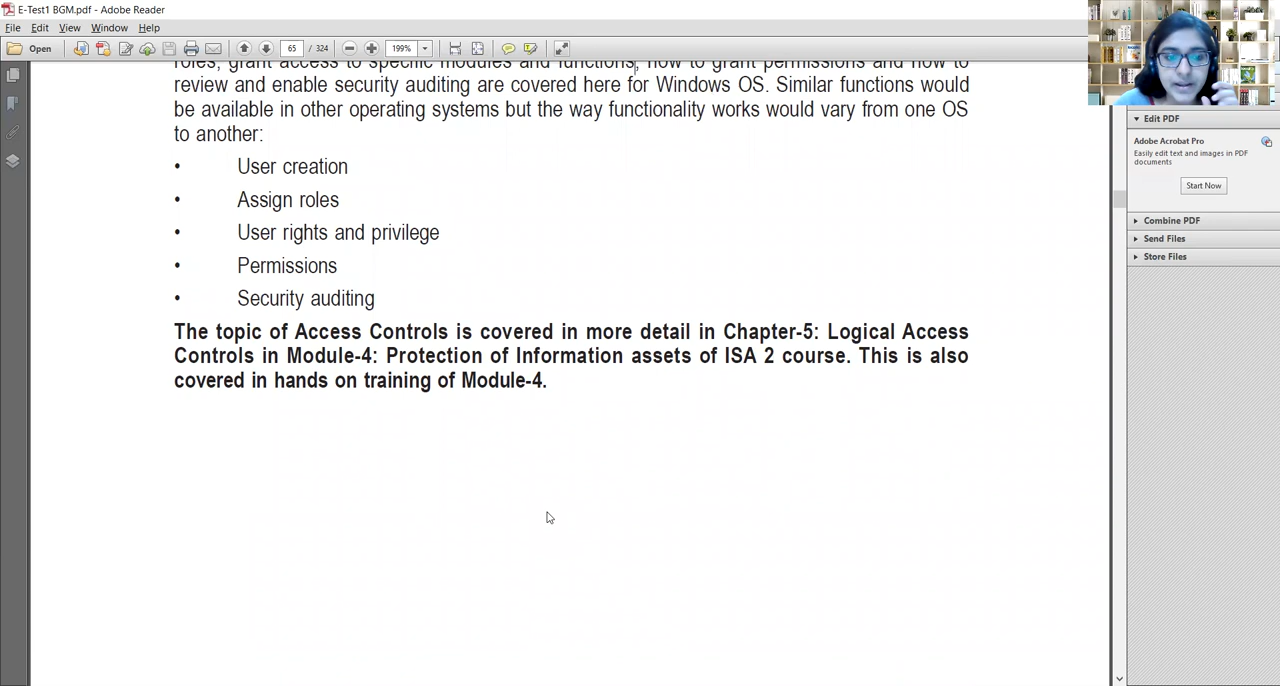 E-Test1 BGM.pdf - Adobe Reader
File Edit View Window Help
Open 65 / 324 199%
roles, grant access to specific modules and functions, how to grant permissions and how to
review and enable security auditing are covered here for Windows OS. Similar functions would
be available in other operating systems but the way functionality works would vary from one OS
to another:
• User creation
• Assign roles
• User rights and privilege
• Permissions
• Security auditing
The topic of Access Controls is covered in more detail in Chapter-5: Logical Access
Controls in Module-4: Protection of Information assets of ISA 2 course. This is also
covered in hands on training of Module-4.
Edit PDF
Adobe Acrobat Pro
Easily edit text and images in PDF
documents
Start Now
Combine PDF
Send Files
Store Files